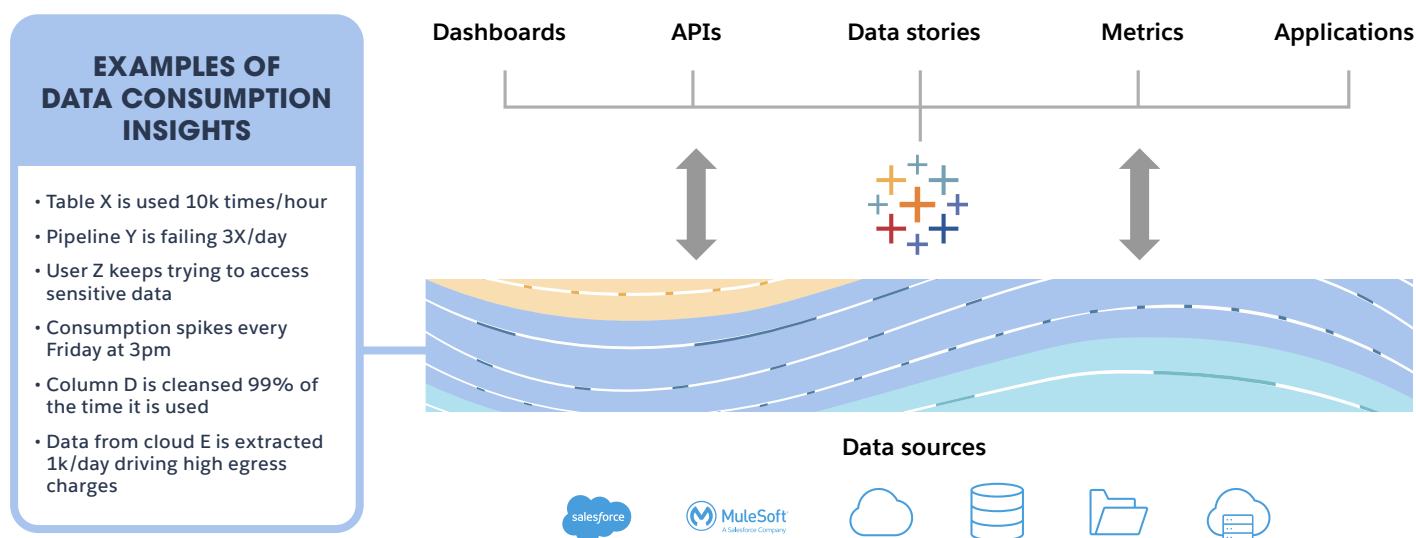 EXAMPLES OF
DATA CONSUMPTION
INSIGHTS
• Table X is used 10k times/hour
• Pipeline Y is failing 3X/day
• User Z keeps trying to access
sensitive data
• Consumption spikes every
Friday at 3pm
• Column D is cleansed 99% of
the time it is used
• Data from cloud E is extracted
1k/day driving high egress
charges
Dashboards
APIs
Data stories
Metrics
Applications
Data sources
salesforce
MuleSoft
A Salesforce Company